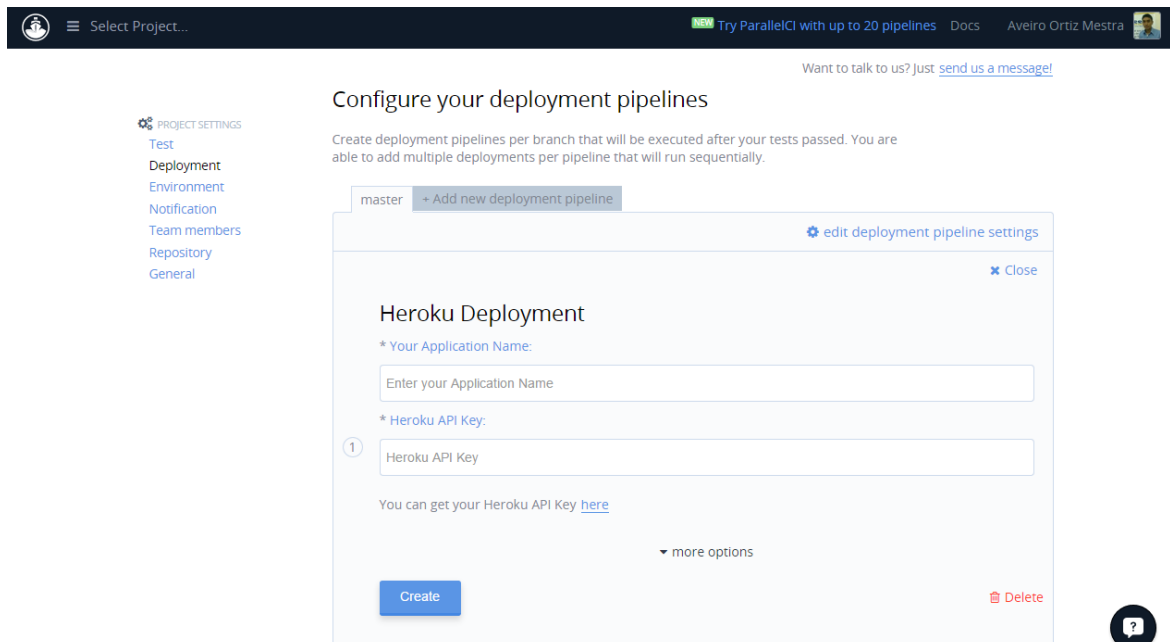 Select Project...
NEW Try ParallelCI with up to 20 pipelines Docs Aveiro Ortiz Mestra
Want to talk to us? Just send us a message!
PROJECT SETTINGS
Test
Deployment
Environment
Notification
Team members
Repository
General
Configure your deployment pipelines
Create deployment pipelines per branch that will be executed after your tests passed. You are
able to add multiple deployments per pipeline that will run sequentially.
master + Add new deployment pipeline
edit deployment pipeline settings
Close
Heroku Deployment
* Your Application Name:
Enter your Application Name
* Heroku API Key:
1
Heroku API Key
You can get your Heroku API Key here
more options
Create
Delete
?